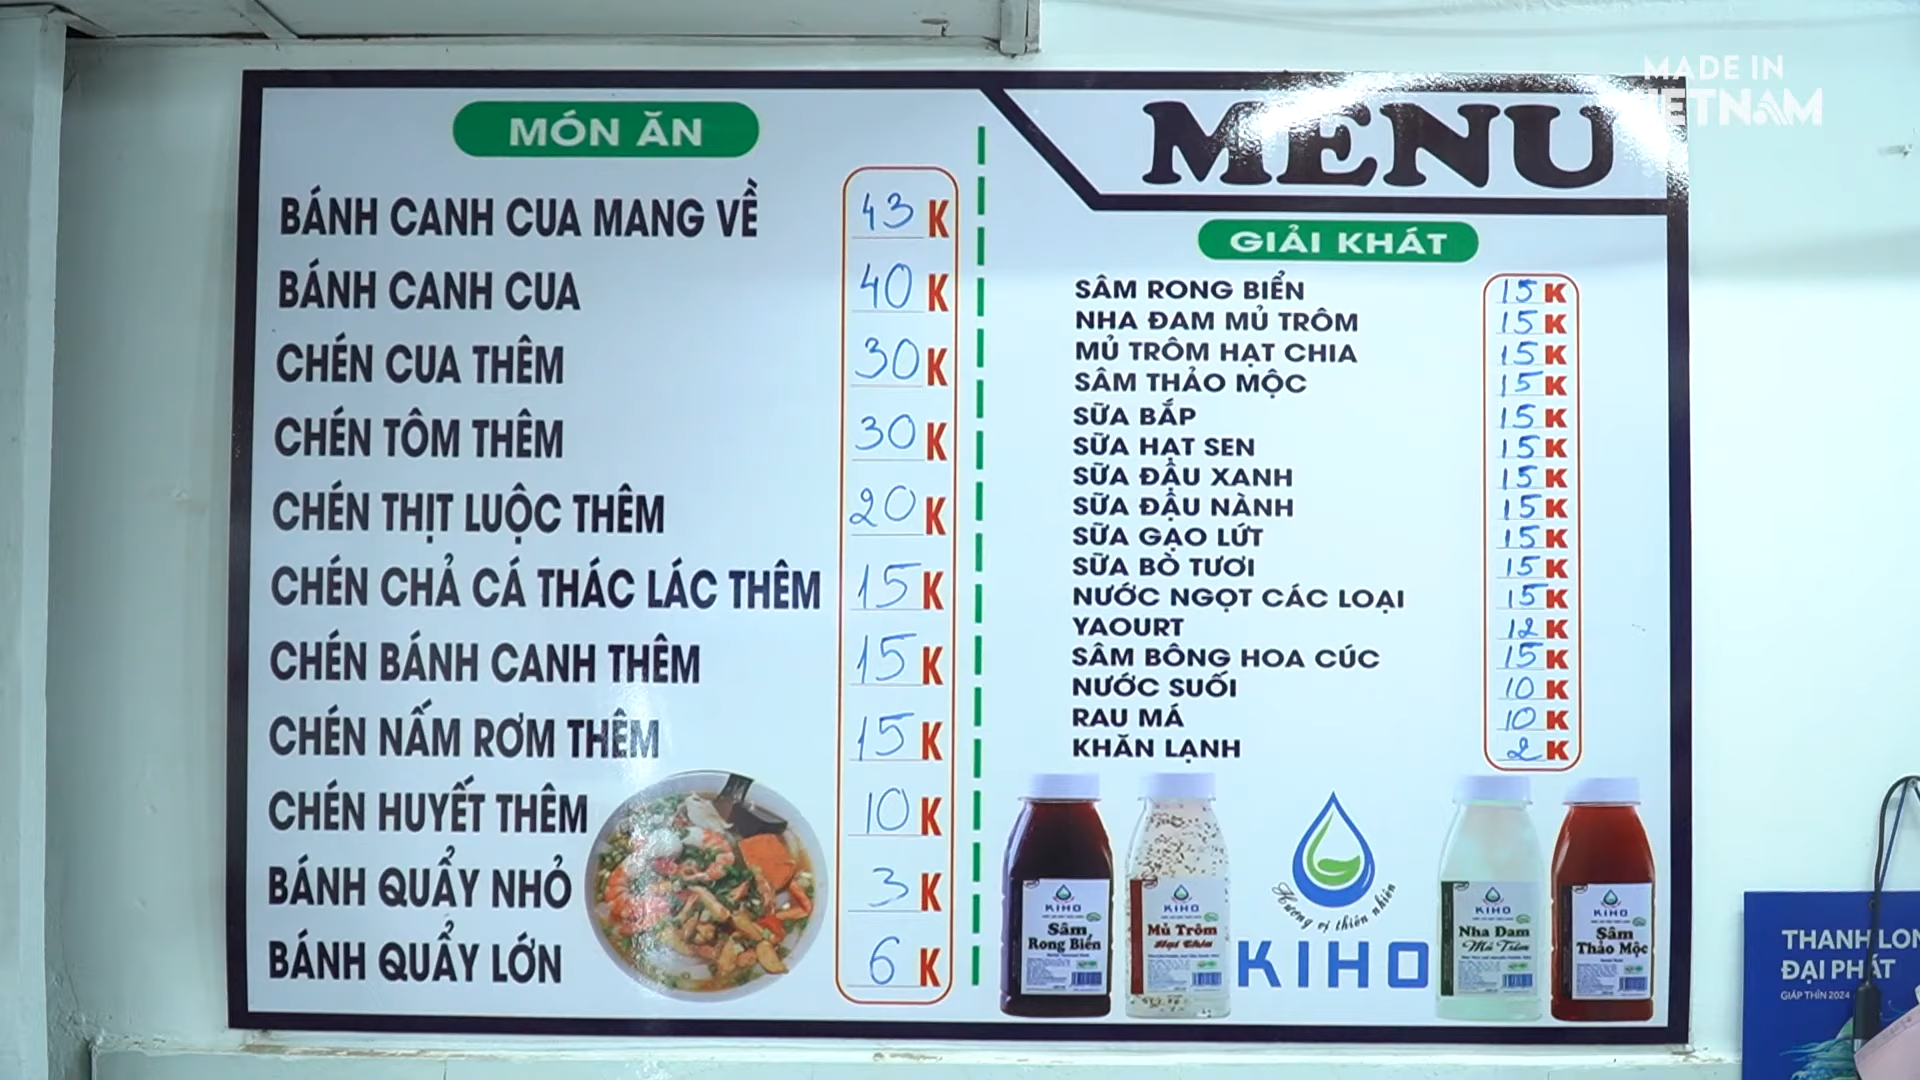 MADE IN
VIETNAM
MÓN ĂN
BÁNH CANH CUA MANG VỀ 43 K
BÁNH CANH CUA 40 K
CHÉN CUA THÊM 30 K
CHÉN TÔM THÊM 30 K
CHÉN THỊT LUỘC THÊM 20 K
CHÉN CHẢ CÁ THÁC LÁC THÊM 15 K
CHÉN BÁNH CANH THÊM 15 K
CHÉN NẤM RƠM THÊM 15 K
CHÉN HUYẾT THÊM 10 K
BÁNH QUẨY NHỎ 3 K
BÁNH QUẨY LỚN 6 K
MENU
GIẢI KHÁT
SÂM RONG BIỂN 15 K
NHA ĐAM MỦ TRÔM 15 K
MỦ TRÔM HẠT CHIA 15 K
SÂM THẢO MỘC 15 K
SỮA BẮP 15 K
SỮA HẠT SEN 15 K
SỮA ĐẬU XANH 15 K
SỮA ĐẬU NÀNH 15 K
SỮA GẠO LỨT 15 K
SỮA BÒ TƯƠI 15 K
NƯỚC NGỌT CÁC LOẠI 15 K
YAOURT 12 K
SÂM BÔNG HOA CÚC 15 K
NƯỚC SUỐI 10 K
RAU MÁ 10 K
KHĂN LẠNH 2 K
KIHO
Sâm
Rong Biển
KIHO
Mủ Trôm
Hạt Chia
Hương vị thiên nhiên
KIHO
KIHO
Nha Đam
Mủ Trôm
KIHO
Sâm
Thảo Mộc
THANH LON
ĐẠI PHÁT
GIÁP THÌN 2024